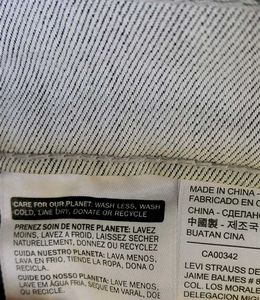 CARE FOR OUR PLANET: WASH LESS, WASH
COLD, LINE DRY, DONATE OR RECYCLE
PRENEZ SOIN DE NOTRE PLANETE: LAVEZ
MOINS, LAVEZ A FROID, LAISSEZ SECHER
NATURELLEMENT, DONNEZ OU RECYCLEZ
CUIDA NUESTRO PLANETA: LAVA MENOS,
LAVA EN FRIO, TIENDE LA ROPA, DONA O
RECICLA
CUIDE DO NOSSO PLANETA: LAVE MENOS,
LAVE EM ÁGUA FRIA, SEQUE EM VARAL, DOE
MADE IN CHINA -
FABRICADO EN C
CHINA - СДЕЛАНО
中國製 - 제조국
BUATAN CINA
CA00342
LEVI STRAUSS DE
JAIME BALMES # 8
COL. LOS MORALE
DELEGACION MIG